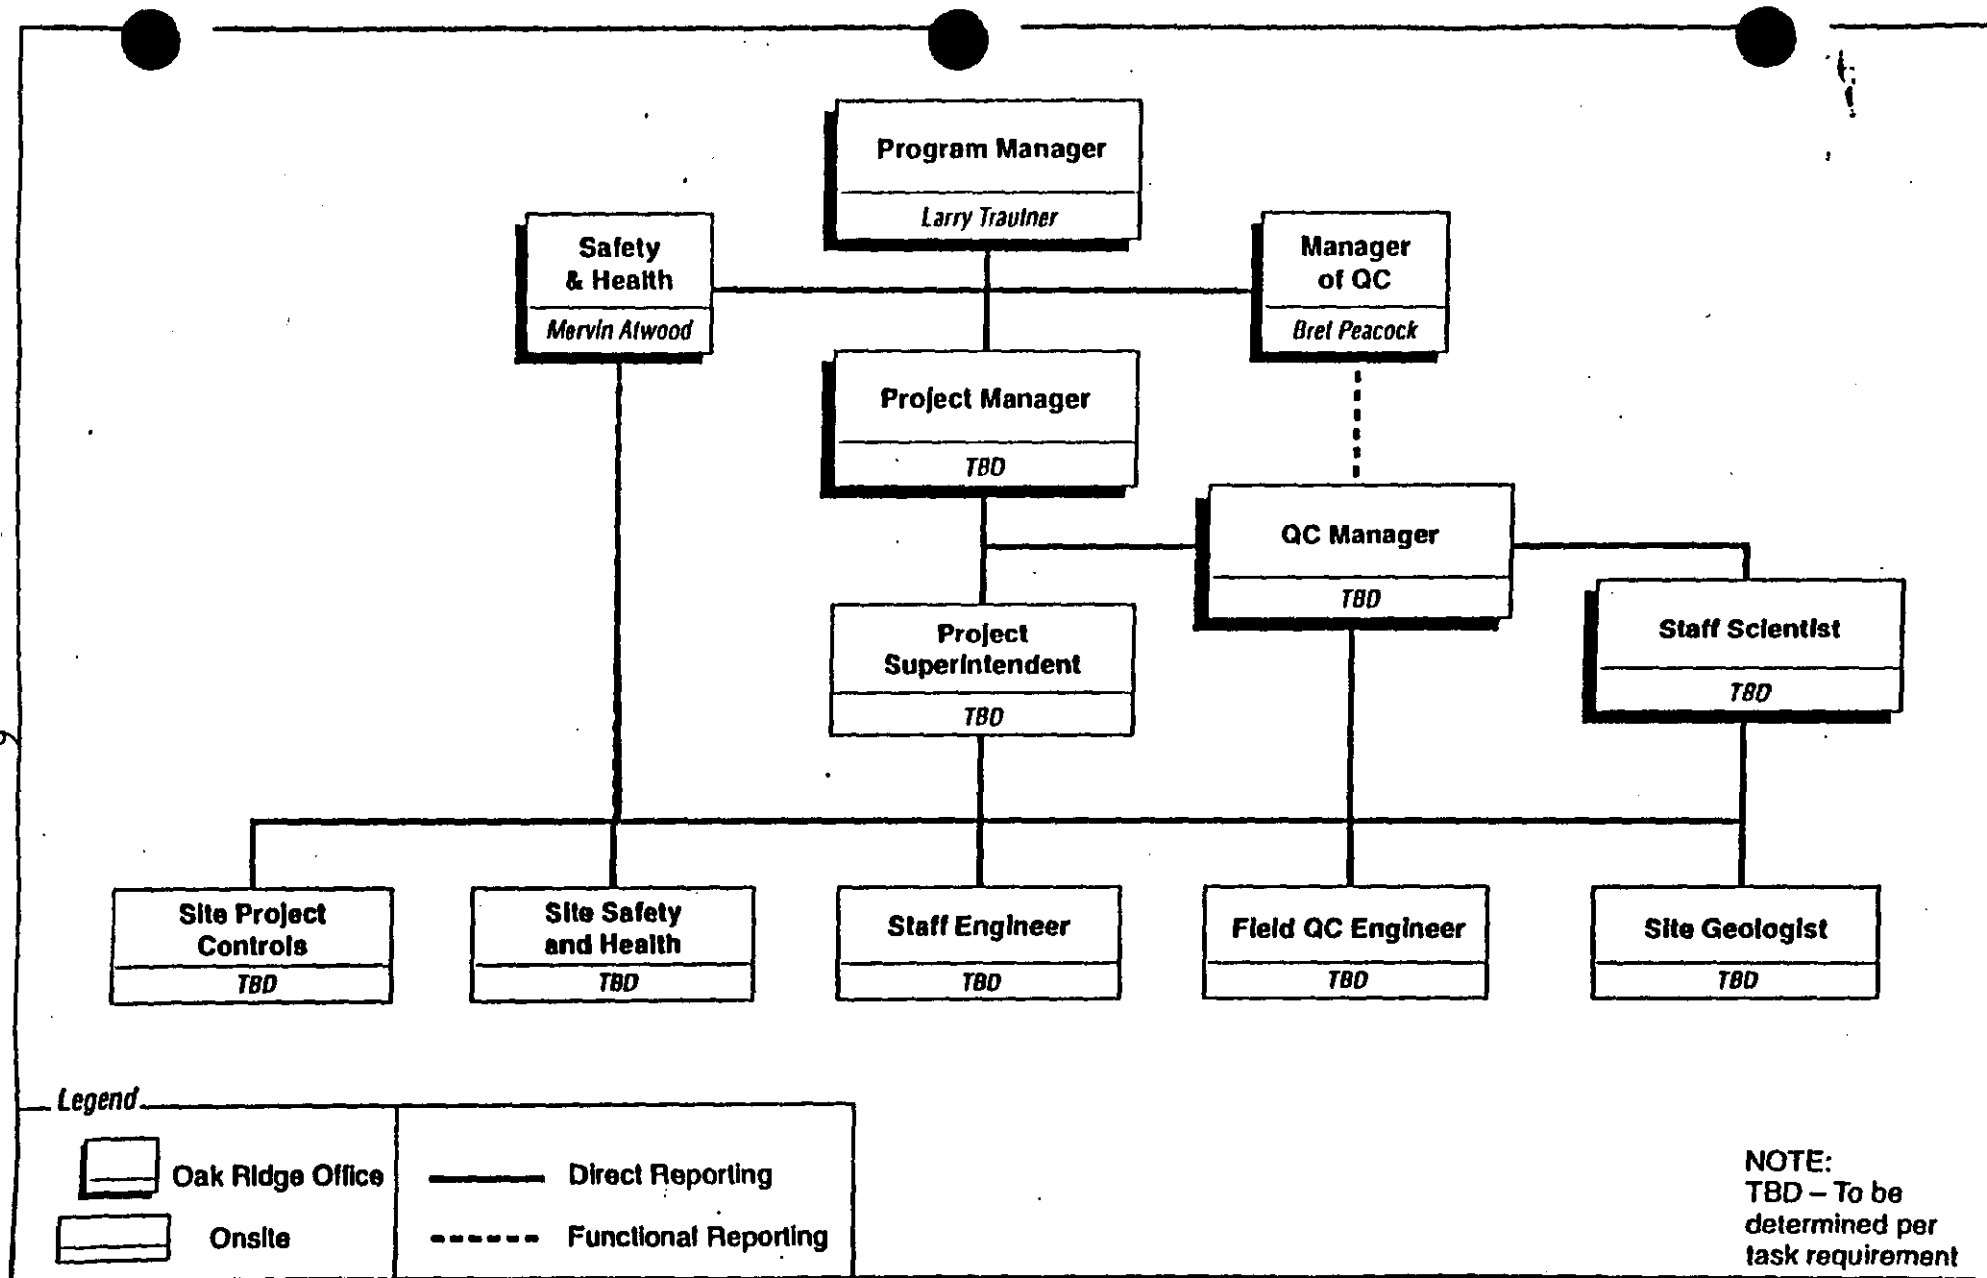 Program Manager
Larry Trautner
Safety
& Health
Mervin Atwood
Manager
of QC
Bret Peacock
Project Manager
TBD
QC Manager
TBD
Project
Superintendent
TBD
Staff Scientist
TBD
Site Project
Controls
TBD
Site Safety
and Health
TBD
Staff Engineer
TBD
Field QC Engineer
TBD
Site Geologist
TBD
Legend
Oak Ridge Office
Onsite
Direct Reporting
Functional Reporting
NOTE:
TBD – To be
determined per
task requirement